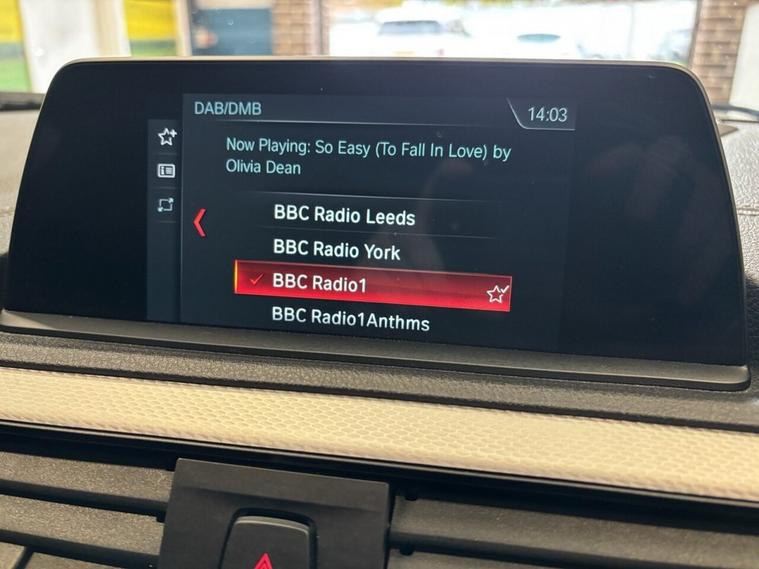 DAB/DMB
14:03
Now Playing: So Easy (To Fall In Love) by
Olivia Dean
BBC Radio Leeds
BBC Radio York
BBC Radio1
BBC Radio1Anthms